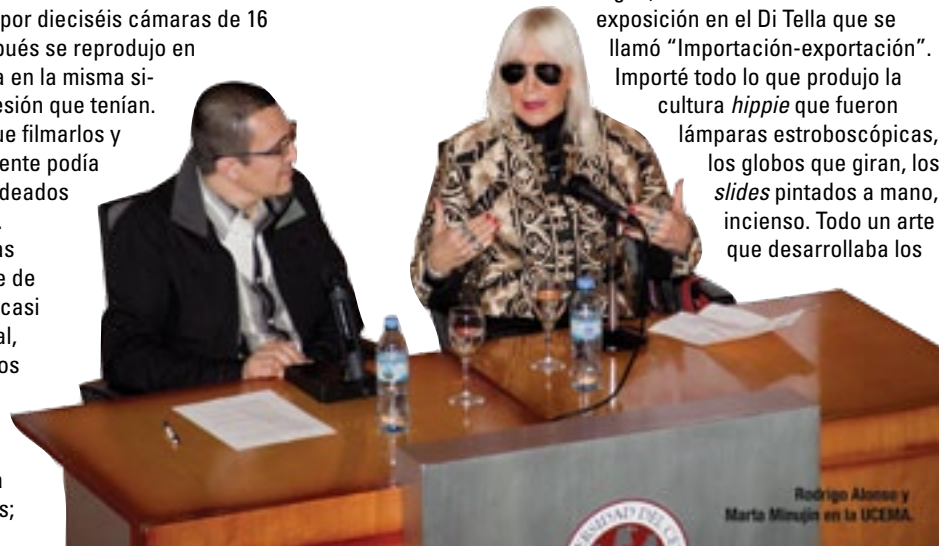 por dieciséis cámaras de 16
pués se reprodujo en
a en la misma si-
esión que tenían.
ue filmarlos y
ente podía
deados
as
e de
casi
al,
os
s;
exposición en el Di Tella que se
llamó “Importación-exportación”.
Importé todo lo que produjo la
cultura hippie que fueron
lámparas estroboscópicas,
los globos que giran, los
slides pintados a mano,
incienso. Todo un arte
que desarrollaba los
Rodrigo Alonso y
Marta Minujín en la UCEMA.